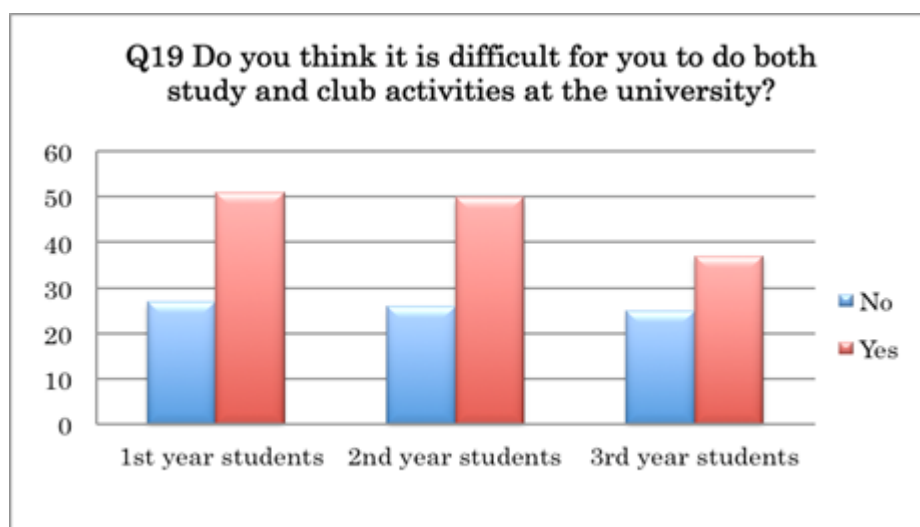 Q19 Do you think it is difficult for you to do both
study and club activities at the university?
60
50
40
30
20
10
0
No
Yes
1st year students
2nd year students
3rd year students